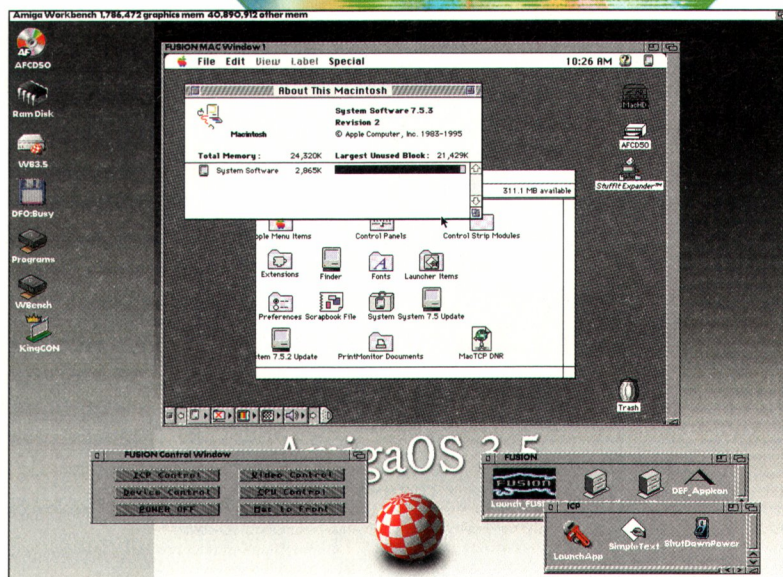 Amiga Workbench 1,786,472 graphics mem 40,890,912 other mem
AFCD50
Ram Disk
WB3.5
DF0:Busy
Programs
WBench
KingCON
FUSION MAC Window 1
File Edit View Label Special 10:26 AM
About This Macintosh
System Software 7.5.3
Revision 2
Macintosh
© Apple Computer, Inc. 1983-1995
Total Memory: 24,320K Largest Unused Block: 21,429K
System Software 2,865K
311.1 MB available
MacHD
AFCD50
StuffIt Expander™
ple Menu Items Control Panels Control Strip Modules
Extensions Finder Fonts Launcher Items
Preferences Scrapbook File System System 7.5 Update
tem 7.5.2 Update PrintMonitor Documents MacTCP DNR
Trash
AmigaOS 3.5
FUSION Control Window
ICP Control Video Control
Device Control CPU Control
POWER OFF Mac to Front
FUSION
FUSION
Launch_FUSI
DEF_AppIcon
ICP
LaunchApp SimpleText ShutDownPower